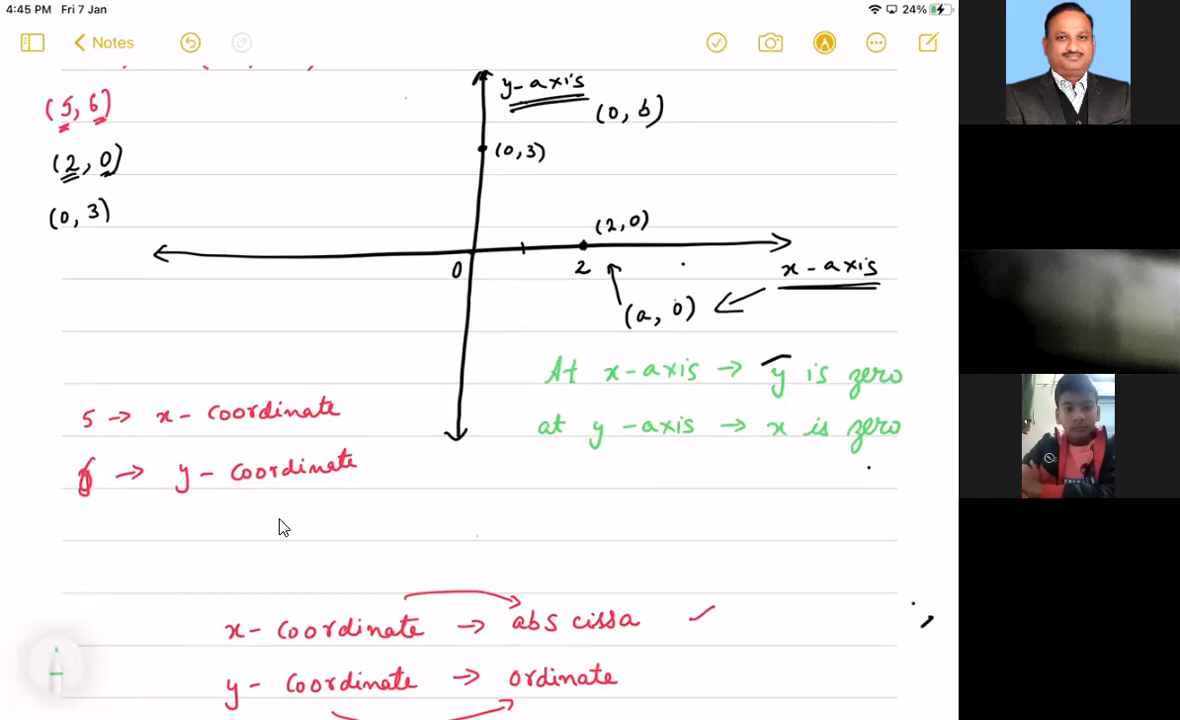 4:45 PM Fri 7 Jan
24%
Notes
y-axis
(5, 6)
(0, b)
(2, 0)
(0, 3)
(0, 3)
(2, 0)
0
2
x-axis
(a, 0)
At x-axis → y is zero
5 → x-coordinate
at y-axis → x is zero
→ y-coordinate
x-coordinate → abscissa ✓
y-coordinate → ordinate